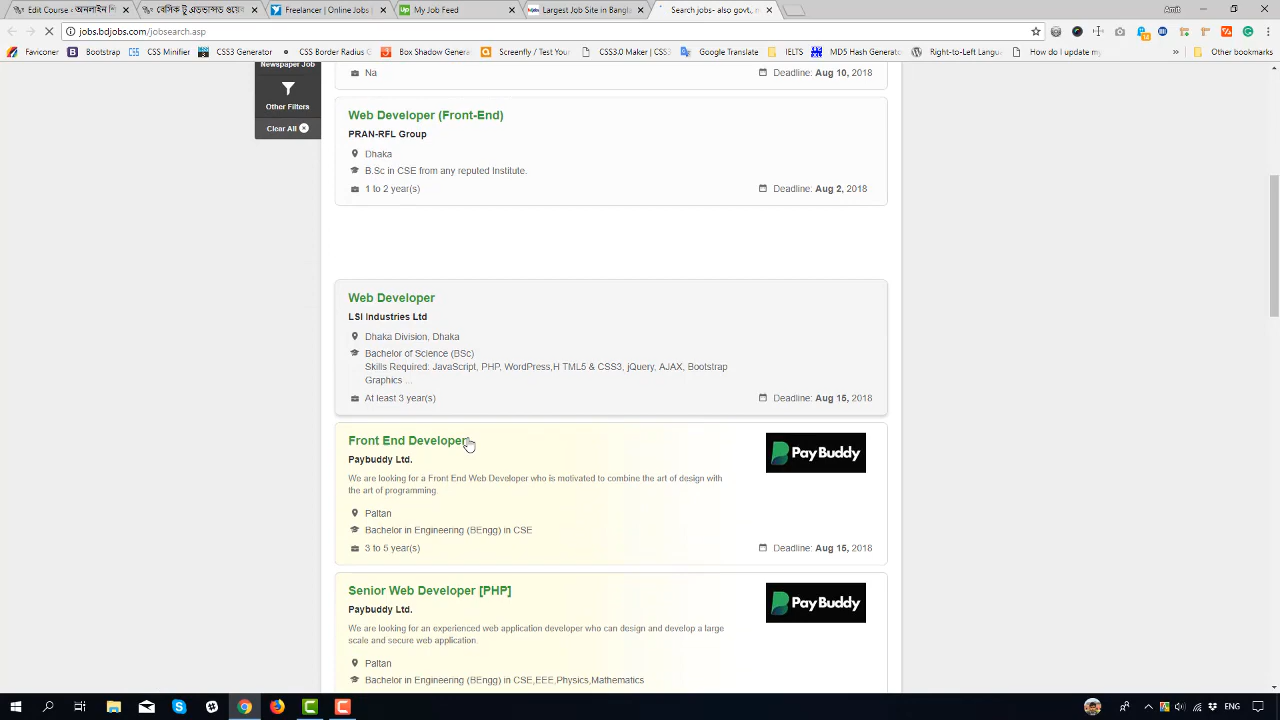 Edit Course ‹
Freelancer | Online Jobs |
My Job Feed
Largest Job Site in Bangla
Search jobs- also govt., in
Amit
jobs.bdjobs.com/jobsearch.asp
Faviconer
Bootstrap
CSS Minifier
CSS3 Generator
CSS Border Radius G
Box Shadow Genera
Screenfly / Test Your
CSS3.0 Maker | CSS
Google Translate
IELTS
MD5 Hash Generator
Right-to-Left Langu
How do I update my
»
Other bookmarks
Newspaper Job
Other Filters
Clear All
Na
Deadline: Aug 10, 2018
Web Developer (Front-End)
PRAN-RFL Group
Dhaka
B.Sc in CSE from any reputed Institute.
1 to 2 year(s)
Deadline: Aug 2, 2018
Web Developer
LSI Industries Ltd
Dhaka Division, Dhaka
Bachelor of Science (BSc)
Skills Required: JavaScript, PHP, WordPress,H TML5 & CSS3, jQuery, AJAX, Bootstrap
Graphics ...
At least 3 year(s)
Deadline: Aug 15, 2018
Front End Developer
Paybuddy Ltd.
PayBuddy
We are looking for a Front End Web Developer who is motivated to combine the art of design with
the art of programming.
Paltan
Bachelor in Engineering (BEngg) in CSE
3 to 5 year(s)
Deadline: Aug 15, 2018
Senior Web Developer [PHP]
Paybuddy Ltd.
PayBuddy
We are looking for an experienced web application developer who can design and develop a large
scale and secure web application.
Paltan
Bachelor in Engineering (BEngg) in CSE,EEE,Physics,Mathematics
ENG